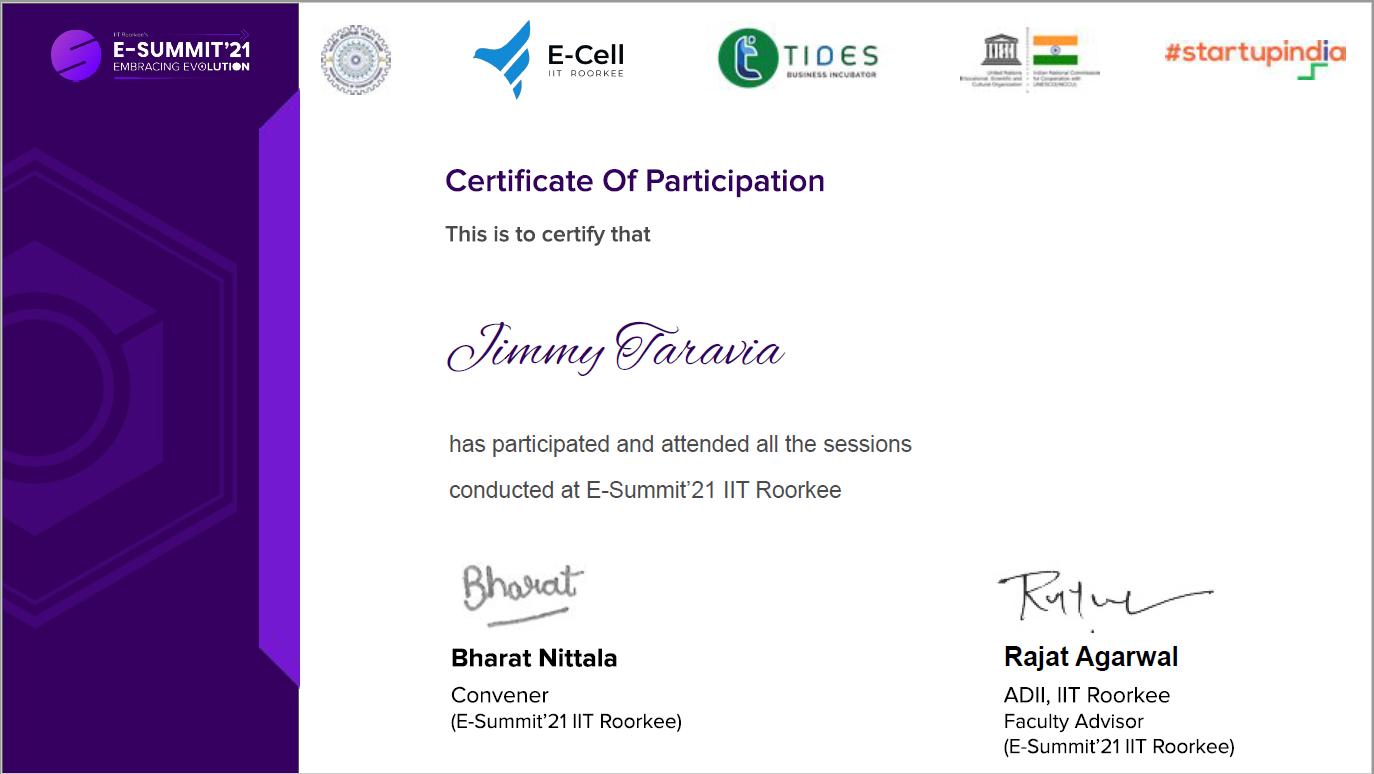 IIT Roorkee's
E-SUMMIT'21
EMBRACING EVOLUTION
E-Cell
IIT ROORKEE
TIDES
BUSINESS INCUBATOR
United Nations
Educational, Scientific and
Cultural Organization
Indian National Commission
for Cooperation with
UNESCO(INCCU)
#startupindia
Certificate Of Participation
This is to certify that
Jimmy Taravia
has participated and attended all the sessions
conducted at E-Summit’21 IIT Roorkee
Bharat
Bharat Nittala
Convener
(E-Summit’21 IIT Roorkee)
Rajat Agarwal
ADII, IIT Roorkee
Faculty Advisor
(E-Summit’21 IIT Roorkee)